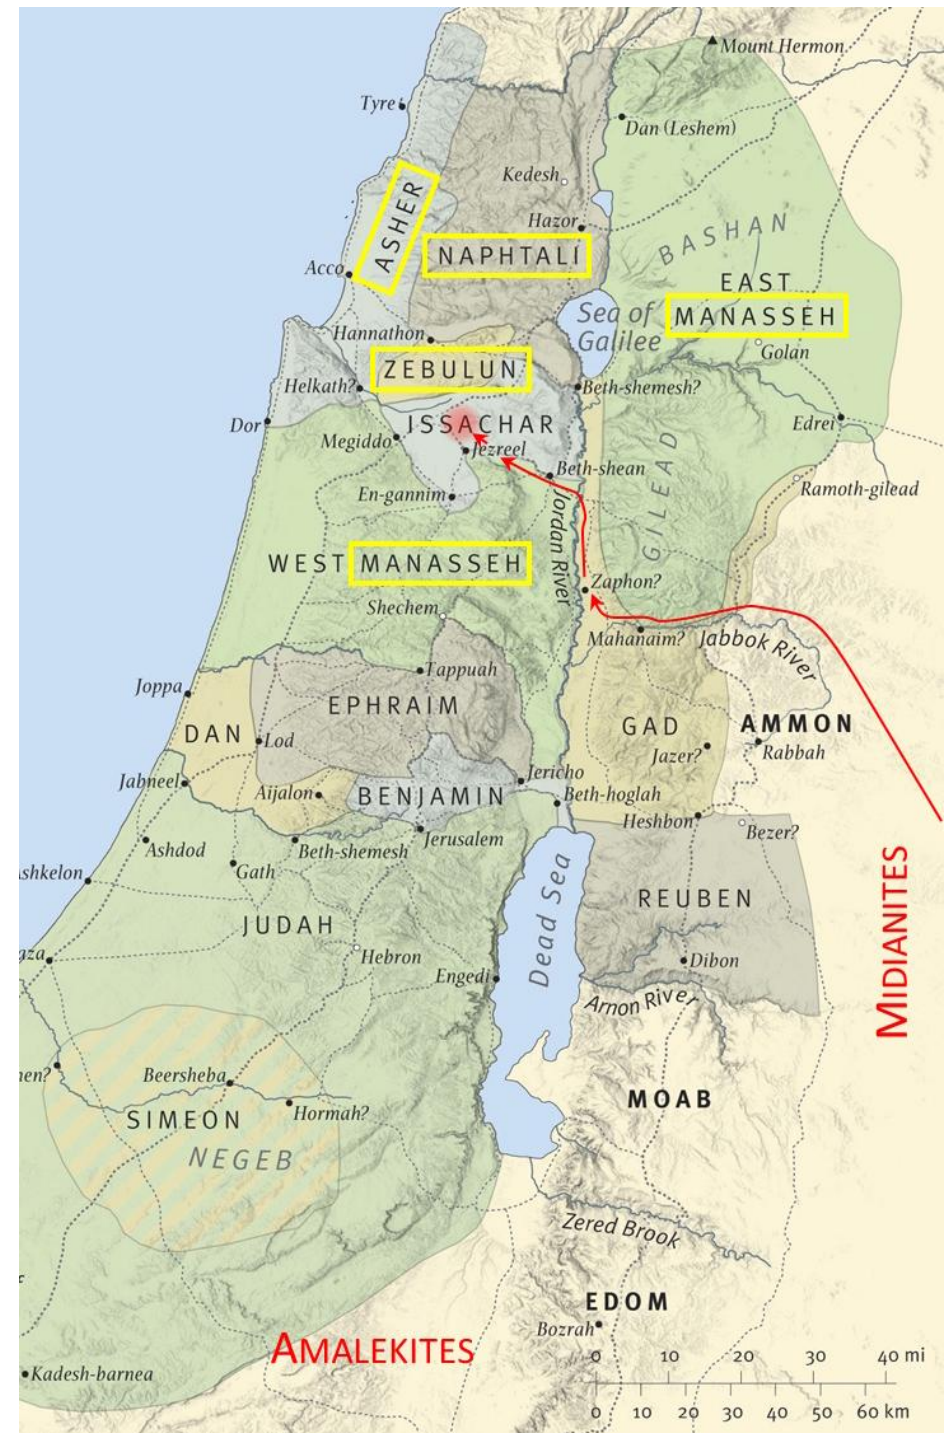 Mount Hermon
Tyre
Dan (Leshem)
Kedesh
ASHER
Hazor
BASHAN
NAPHTALI
Acco
EAST
MANASSEH
Sea of
Galilee
Hannathon
Golan
ZEBULUN
Helkath?
Beth-shemesh?
Dor
ISSACHAR
Edrei
Megiddo
Jezreel
Beth-shean
GILEAD
En-gannim
Ramoth-gilead
Jordan River
WEST MANASSEH
Zaphon?
Shechem
Mahanaim?
Jabbok River
Tappuah
Joppa
EPHRAIM
DAN
GAD
AMMON
Lod
Jazer?
Rabbah
Jabneel
Jericho
Aijalon
BENJAMIN
Beth-hoglah
Heshbon
Bezer?
Ashdod
Beth-shemesh
Jerusalem
Gath
shkelon
Dead Sea
REUBEN
MIDIANITES
JUDAH
Hebron
aza
Dibon
Engedi
Arnon River
Beersheba
hen?
MOAB
Hormah?
SIMEON
NEGEB
Zered Brook
EDOM
Bozrah
AMALEKITES
0 10 20 30 40 mi
Kadesh-barnea
0 10 20 30 40 50 60 km